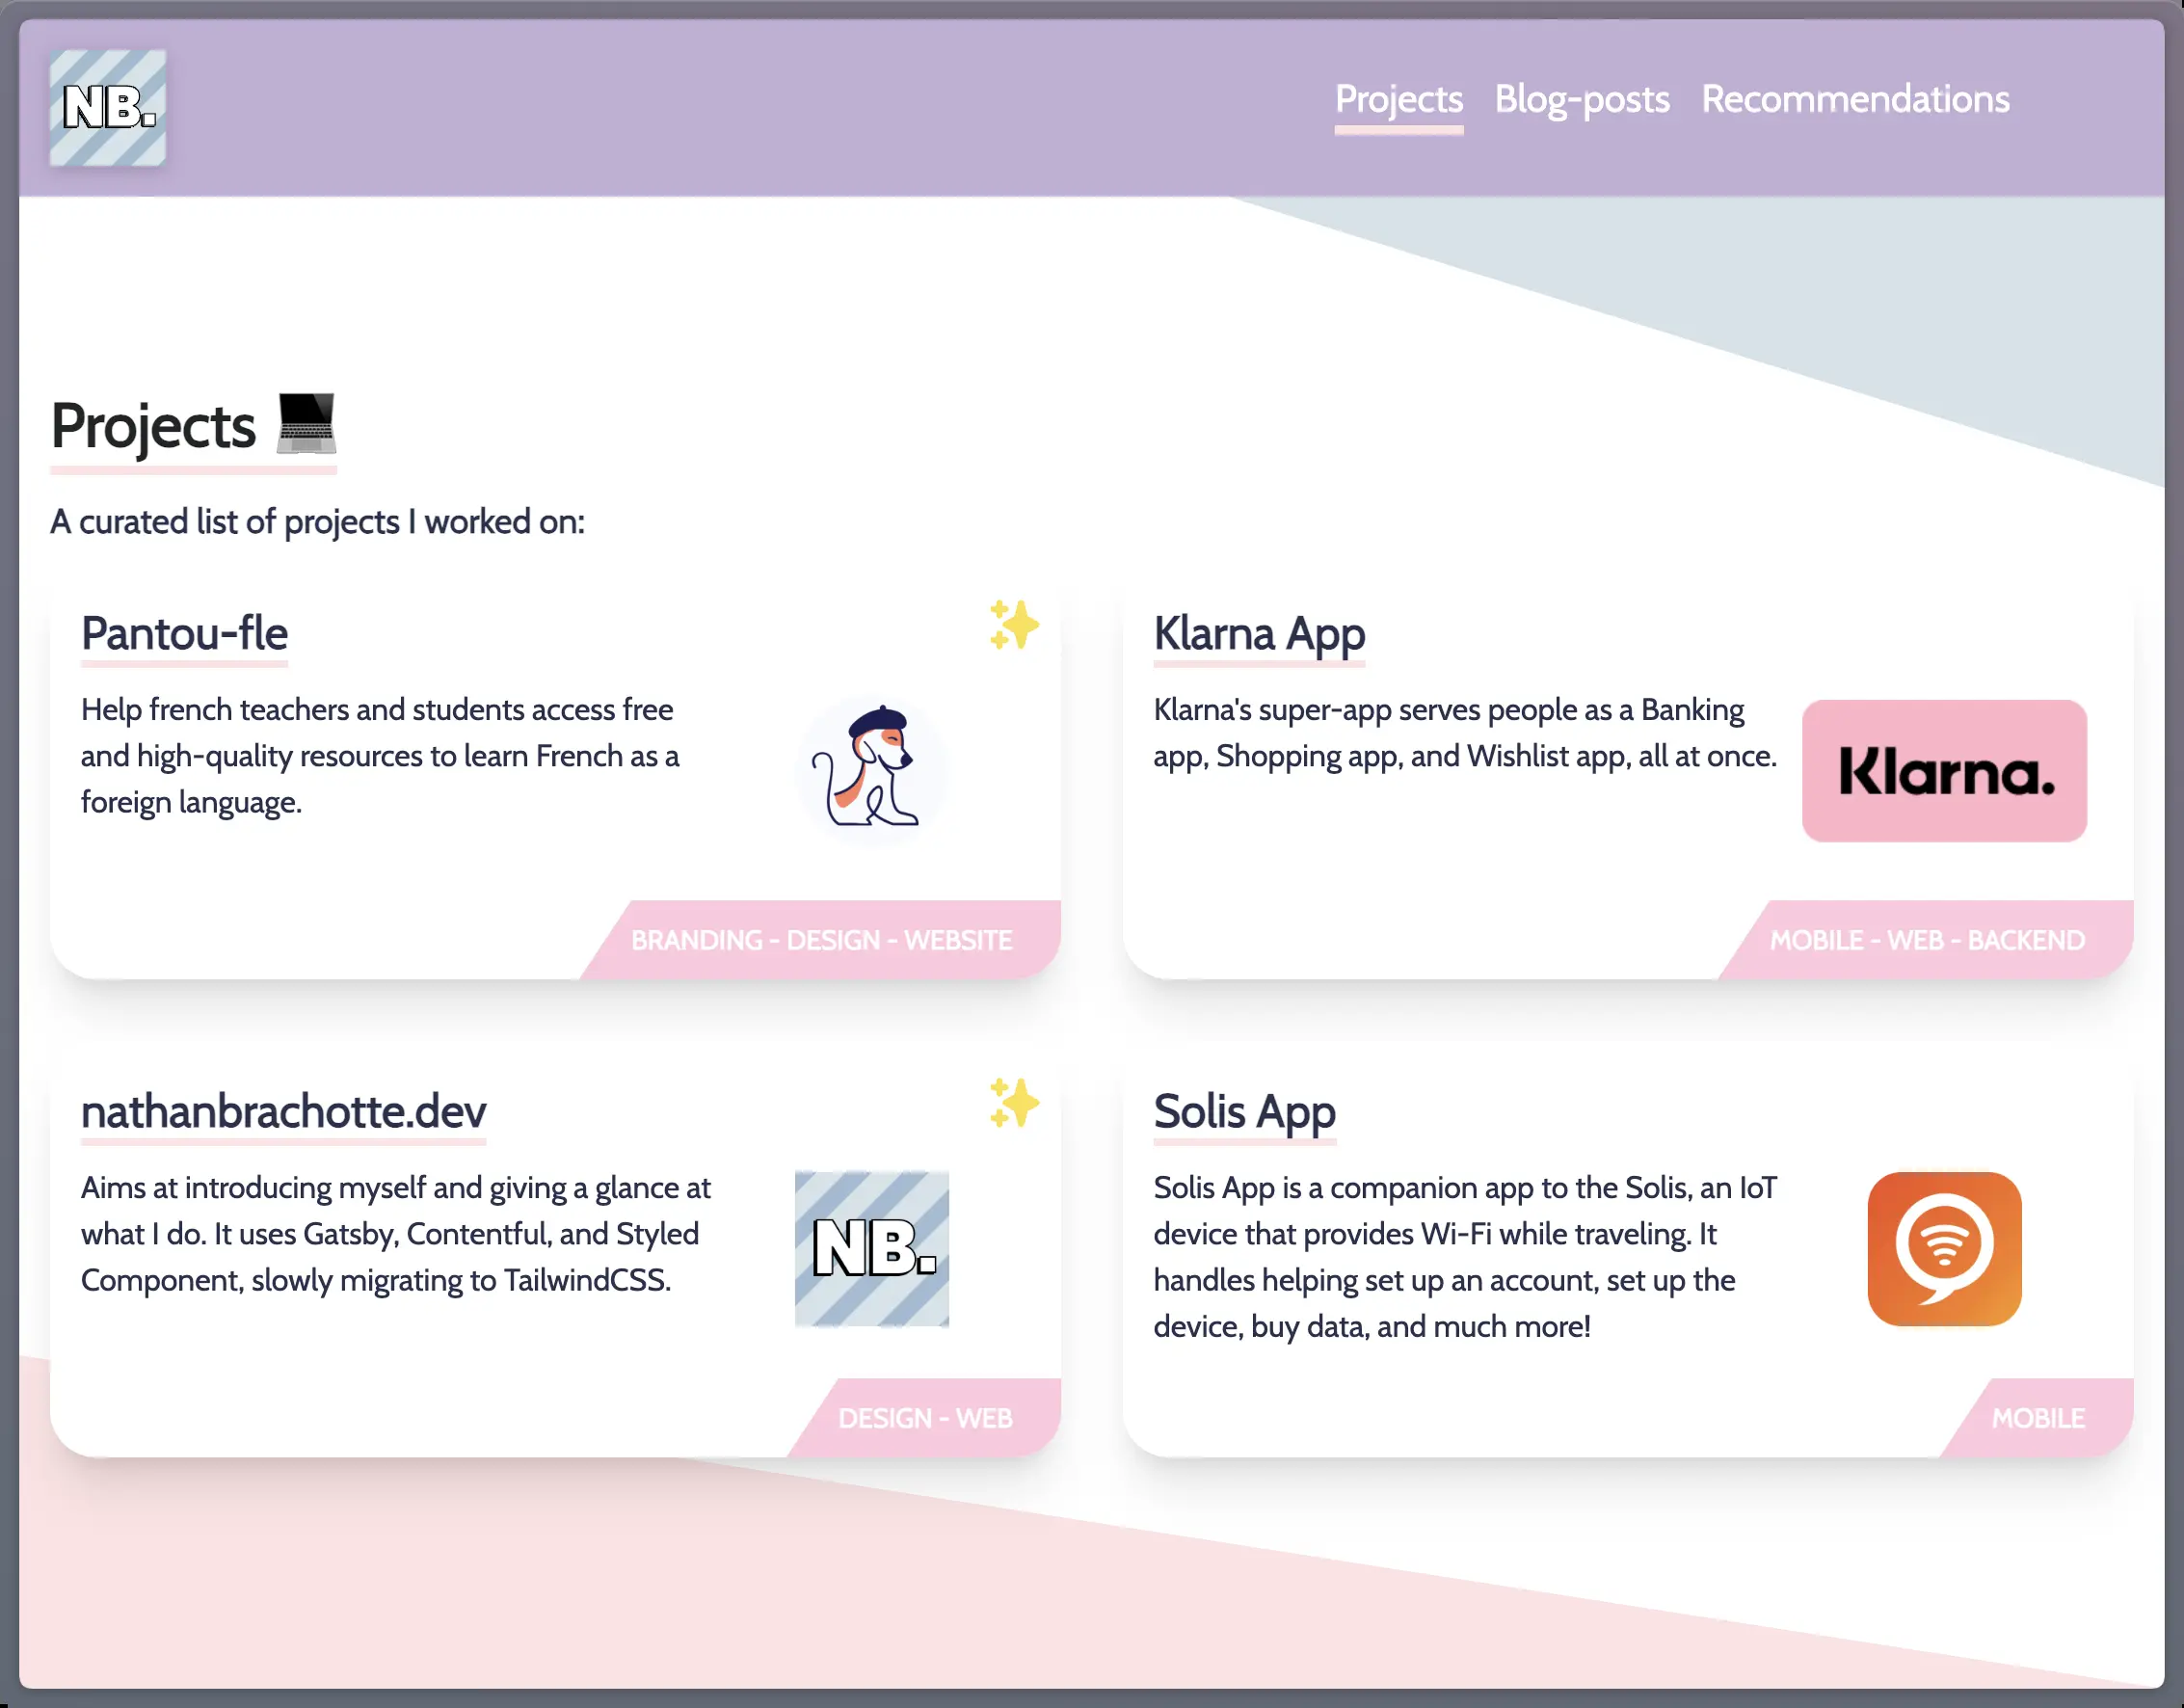 NB.
Projects Blog-posts Recommendations
Projects
A curated list of projects I worked on:
Pantou-fle
Help french teachers and students access free
and high-quality resources to learn French as a
foreign language.
BRANDING - DESIGN - WEBSITE
Klarna App
Klarna's super-app serves people as a Banking
app, Shopping app, and Wishlist app, all at once.
Klarna.
MOBILE - WEB - BACKEND
nathanbrachotte.dev
Aims at introducing myself and giving a glance at
what I do. It uses Gatsby, Contentful, and Styled
Component, slowly migrating to TailwindCSS.
NB.
DESIGN - WEB
Solis App
Solis App is a companion app to the Solis, an IoT
device that provides Wi-Fi while traveling. It
handles helping set up an account, set up the
device, buy data, and much more!
MOBILE